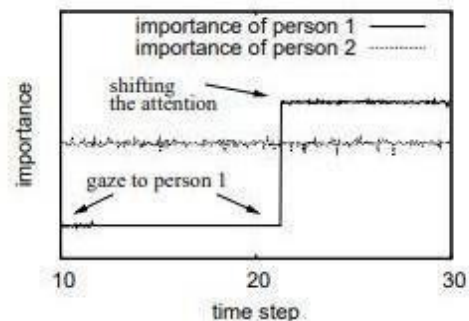 importance of person 1
importance of person 2
shifting
the attention
importance
gaze to person 1
10
20
30
time step